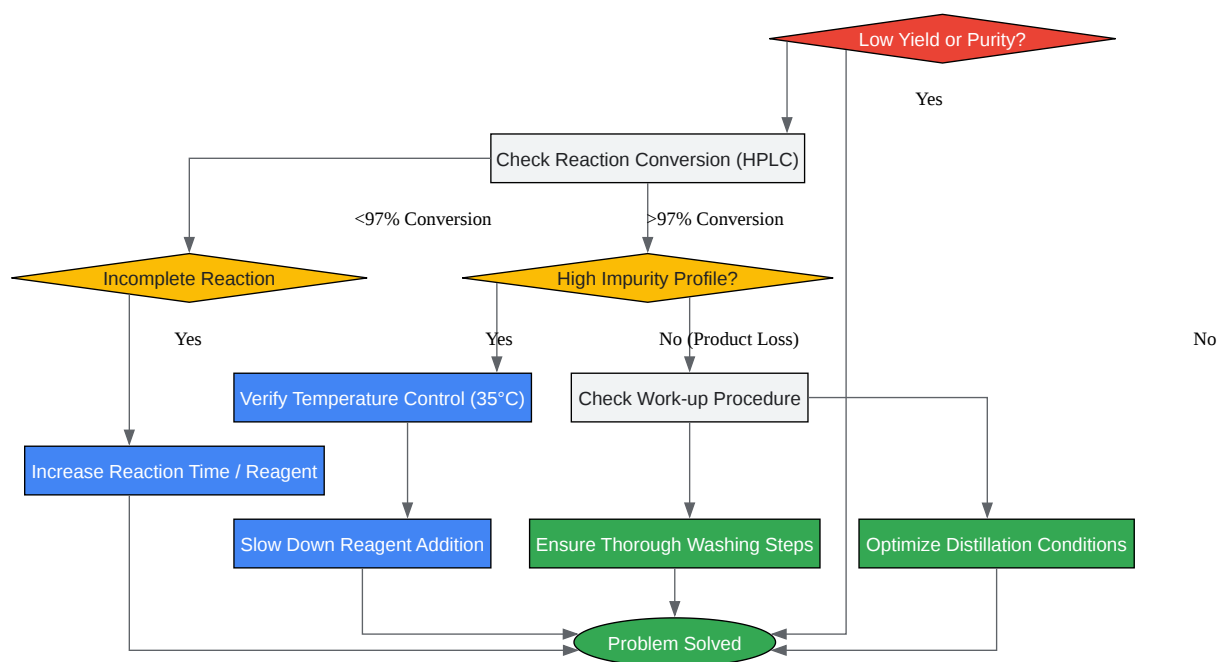 Low Yield or Purity?
Yes
Check Reaction Conversion (HPLC)
<97% Conversion
>97% Conversion
Incomplete Reaction
High Impurity Profile?
Yes
Yes
No (Product Loss)
No
Verify Temperature Control (35°C)
Check Work-up Procedure
Increase Reaction Time / Reagent
Slow Down Reagent Addition
Ensure Thorough Washing Steps
Optimize Distillation Conditions
Problem Solved